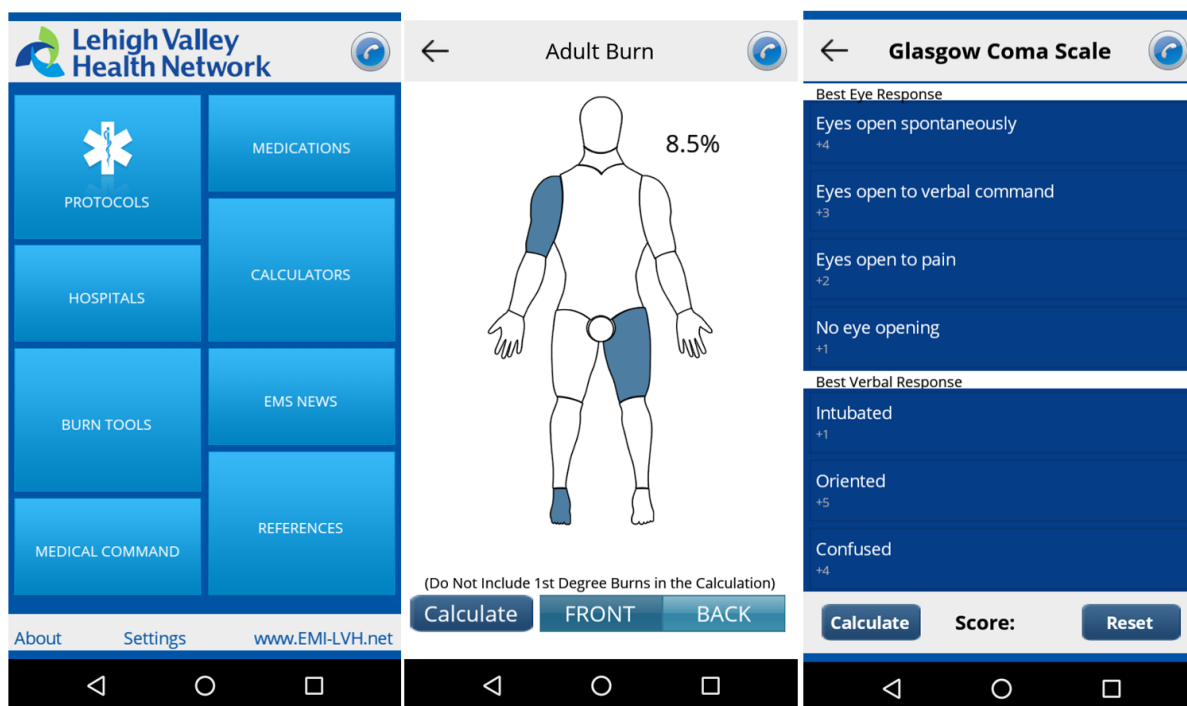 Lehigh Valley
Health Network
PROTOCOLS
MEDICATIONS
HOSPITALS
CALCULATORS
BURN TOOLS
EMS NEWS
MEDICAL COMMAND
REFERENCES
About
Settings
www.EMI-LVH.net
Adult Burn
8.5%
(Do Not Include 1st Degree Burns in the Calculation)
Calculate
FRONT
BACK
Glasgow Coma Scale
Best Eye Response
Eyes open spontaneously
+4
Eyes open to verbal command
+3
Eyes open to pain
+2
No eye opening
+1
Best Verbal Response
Intubated
+1
Oriented
+5
Confused
+4
Calculate
Score:
Reset